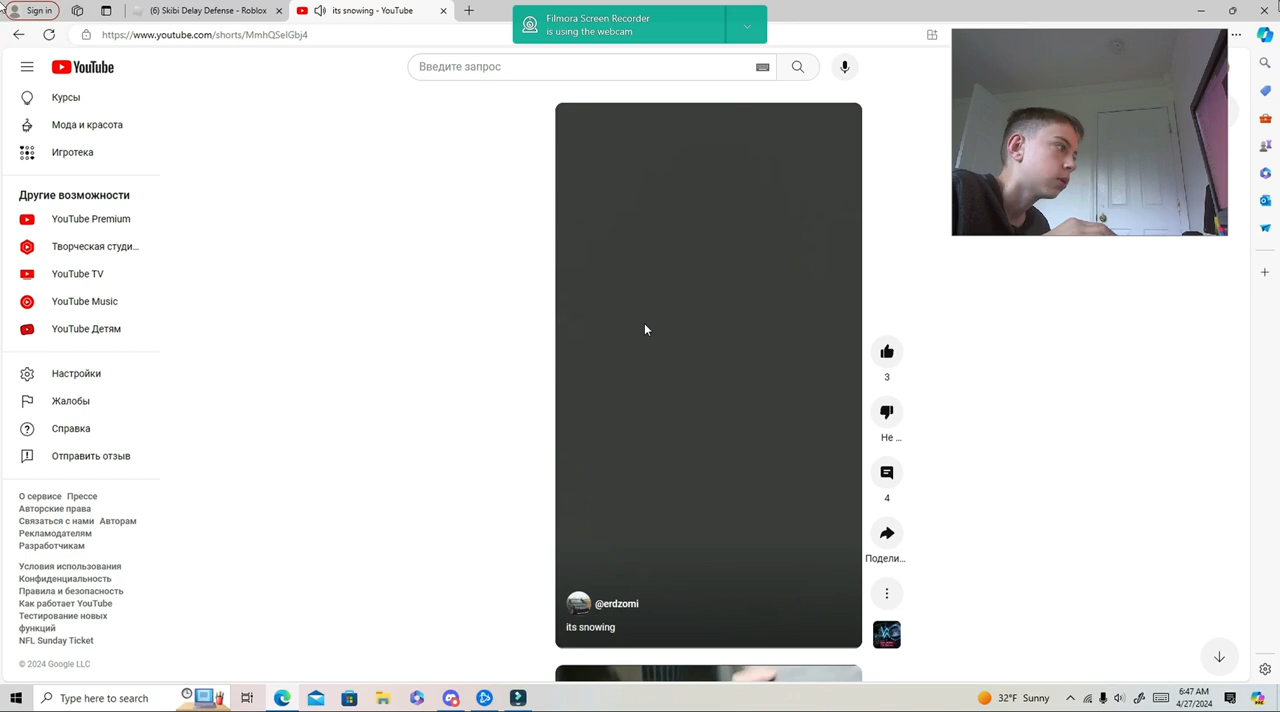 Sign in
(6) Skibi Delay Defense - Roblox
its snowing - YouTube
Filmora Screen Recorder
is using the webcam
https://www.youtube.com/shorts/MmhQSelGbj4
YouTube
Введите запрос
Курсы
Мода и красота
Игротека
Другие возможности
YouTube Premium
Творческая студи...
YouTube TV
YouTube Music
YouTube Детям
Настройки
Жалобы
Справка
Отправить отзыв
О сервисе Прессе
Авторские права
Связаться с нами Авторам
Рекламодателям
Разработчикам
Условия использования
Конфиденциальность
Правила и безопасность
Как работает YouTube
Тестирование новых
функций
NFL Sunday Ticket
© 2024 Google LLC
3
Не ...
4
Подели...
@erdzomi
its snowing
Type here to search
32°F Sunny
6:47 AM
4/27/2024